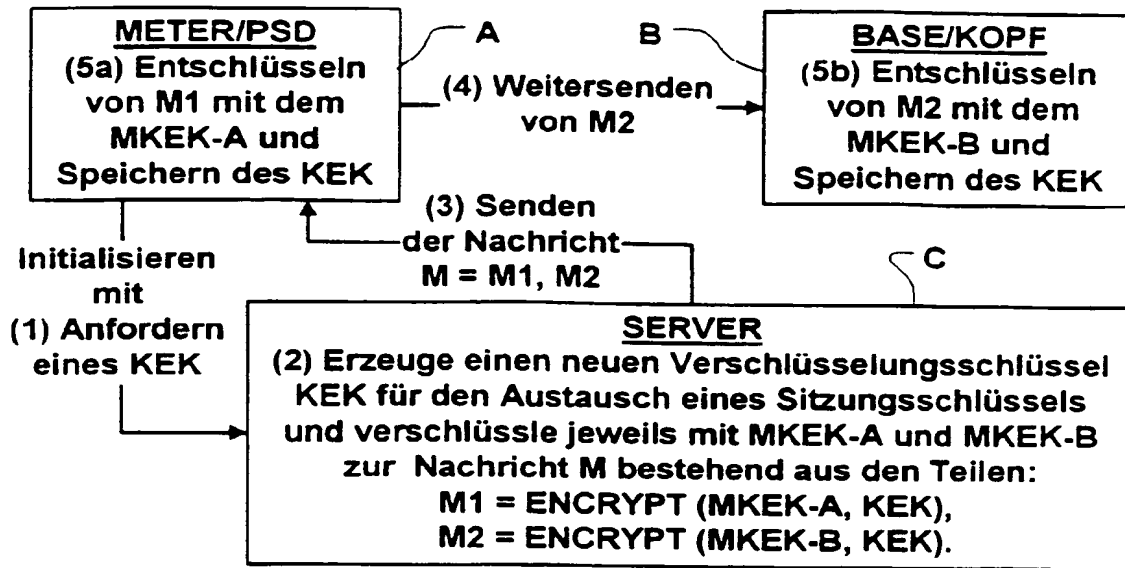 METER/PSD
(5a) Entschlüsseln
von M1 mit dem
MKEK-A und
Speichern des KEK
A
(4) Weitersenden
von M2
B
BASE/KOPF
(5b) Entschlüsseln
von M2 mit dem
MKEK-B und
Speichern des KEK
(3) Senden
der Nachricht
M = M1, M2
Initialisieren
mit
(1) Anfordern
eines KEK
C
SERVER
(2) Erzeuge einen neuen Verschlüsselungsschlüssel
KEK für den Austausch eines Sitzungsschlüssels
und verschlüssle jeweils mit MKEK-A und MKEK-B
zur Nachricht M bestehend aus den Teilen:
M1 = ENCRYPT (MKEK-A, KEK),
M2 = ENCRYPT (MKEK-B, KEK).